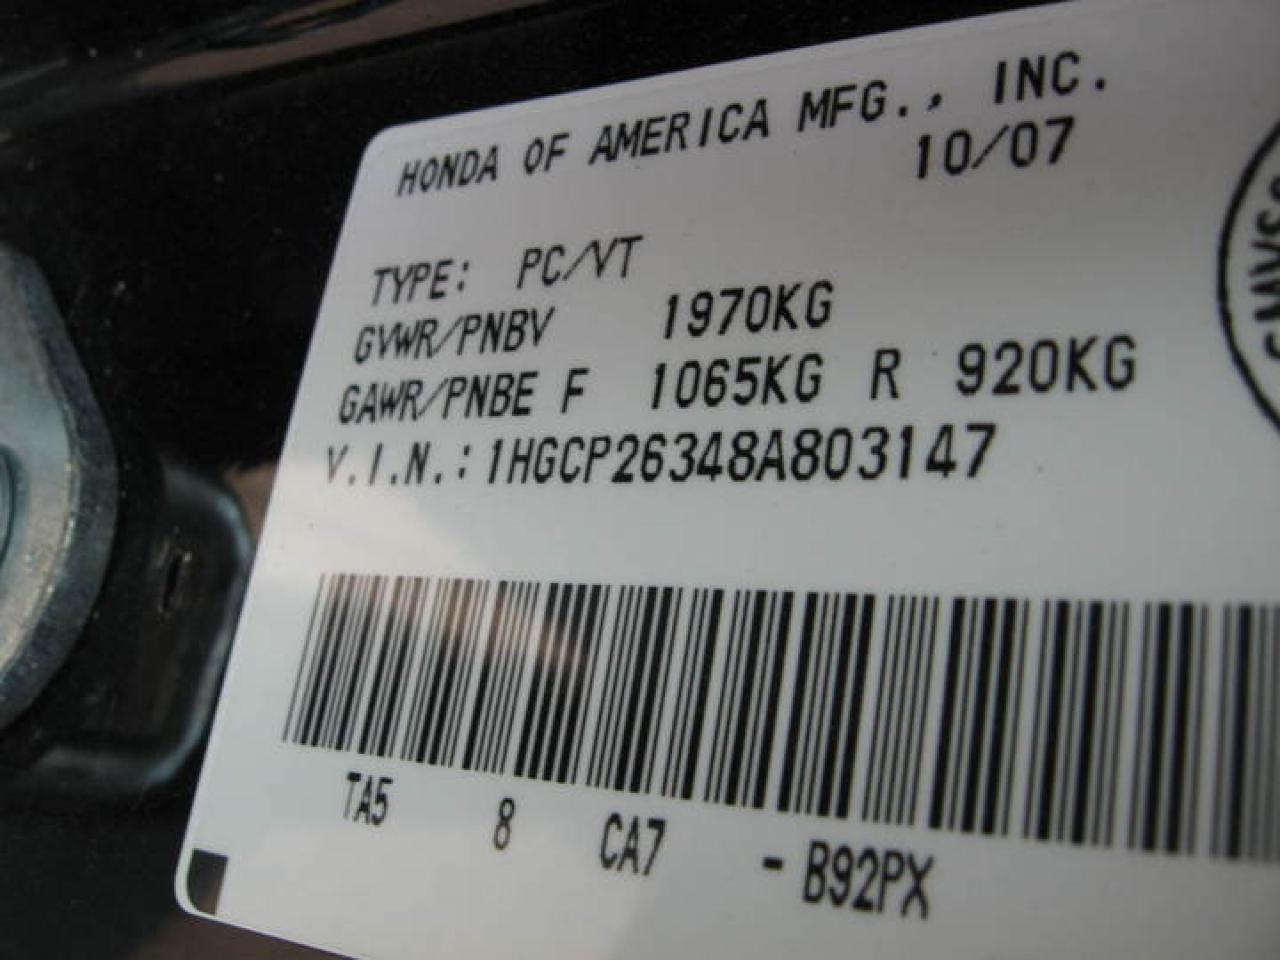 HONDA OF AMERICA MFG., INC.
10/07
TYPE: PC/VT
GVWR/PNBV 1970KG
GAWR/PNBE F 1065KG R 920KG
V.I.N.: 1HGCP26348A803147
TA5 8 CA7 - B92PX